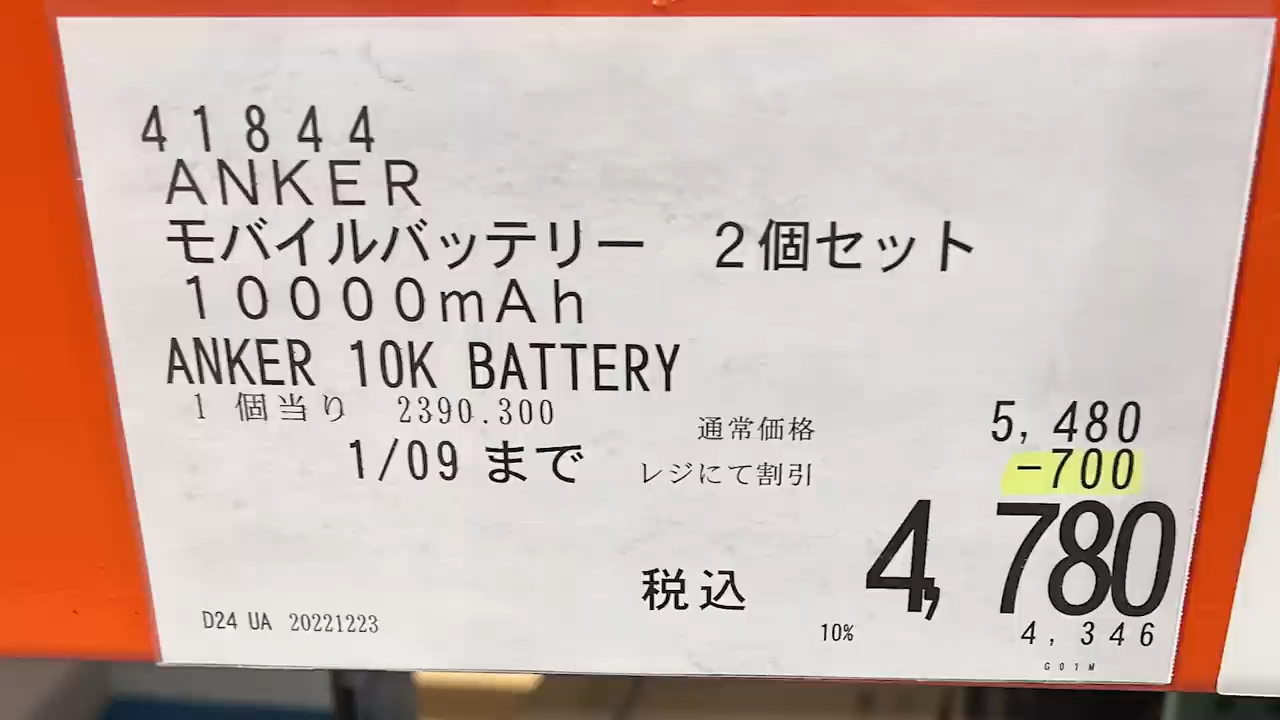 41844
ANKER
モバイルバッテリー　2個セット
10000mAh
ANKER 10K BATTERY
1 個当り 2390.300
通常価格 5,480
1/09 まで レジにて割引 -700
税込 4,780
D24 UA 20221223 10% 4,346
G01M